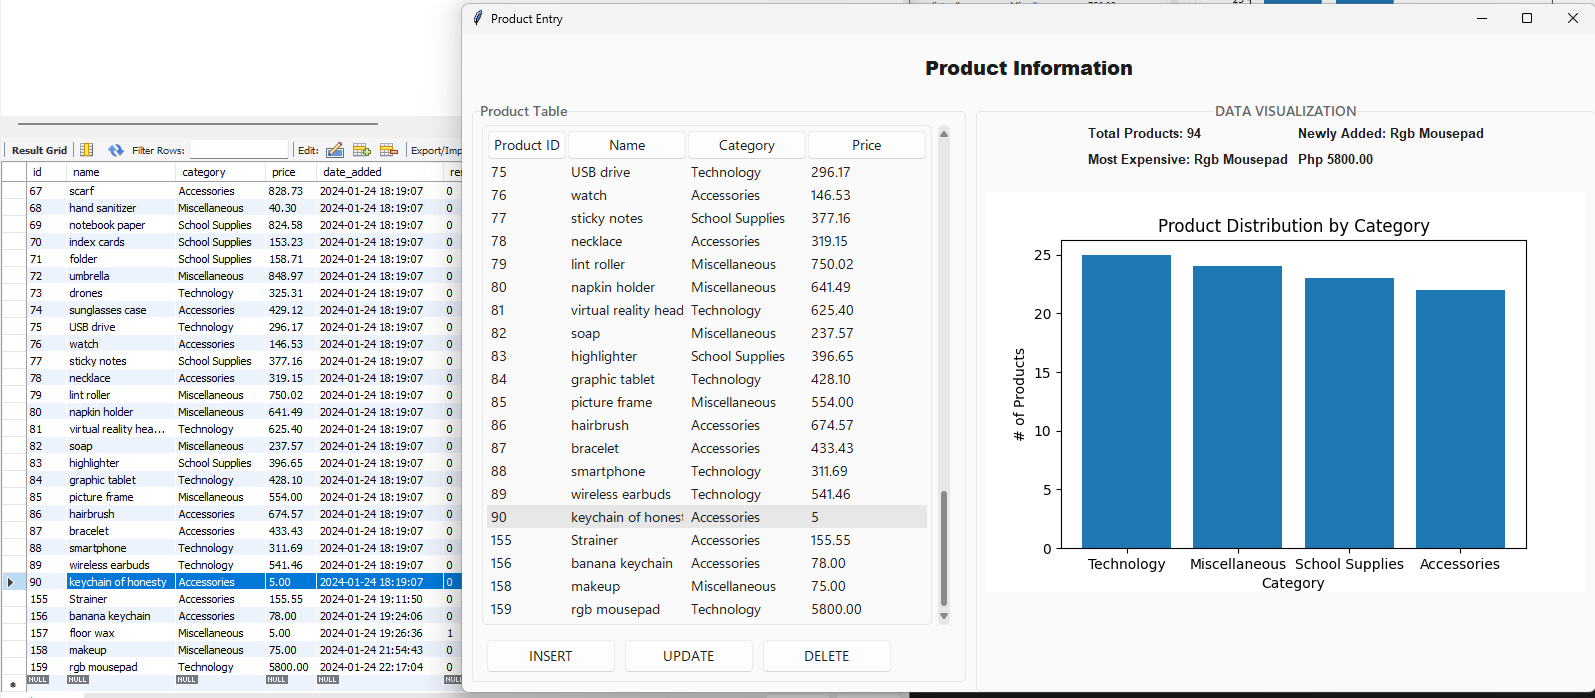 Product Entry
Product Information
Result Grid Filter Rows: Edit: Export/Imp
id name category price date_added
67 scarf Accessories 828.73 2024-01-24 18:19:07 0
68 hand sanitizer Miscellaneous 40.30 2024-01-24 18:19:07 0
69 notebook paper School Supplies 824.58 2024-01-24 18:19:07 0
70 index cards School Supplies 153.23 2024-01-24 18:19:07 0
71 folder School Supplies 158.71 2024-01-24 18:19:07 0
72 umbrella Miscellaneous 848.97 2024-01-24 18:19:07 0
73 drones Technology 325.31 2024-01-24 18:19:07 0
74 sunglasses case Accessories 429.12 2024-01-24 18:19:07 0
75 USB drive Technology 296.17 2024-01-24 18:19:07 0
76 watch Accessories 146.53 2024-01-24 18:19:07 0
77 sticky notes School Supplies 377.16 2024-01-24 18:19:07 0
78 necklace Accessories 319.15 2024-01-24 18:19:07 0
79 lint roller Miscellaneous 750.02 2024-01-24 18:19:07 0
80 napkin holder Miscellaneous 641.49 2024-01-24 18:19:07 0
81 virtual reality hea... Technology 625.40 2024-01-24 18:19:07 0
82 soap Miscellaneous 237.57 2024-01-24 18:19:07 0
83 highlighter School Supplies 396.65 2024-01-24 18:19:07 0
84 graphic tablet Technology 428.10 2024-01-24 18:19:07 0
85 picture frame Miscellaneous 554.00 2024-01-24 18:19:07 0
86 hairbrush Accessories 674.57 2024-01-24 18:19:07 0
87 bracelet Accessories 433.43 2024-01-24 18:19:07 0
88 smartphone Technology 311.69 2024-01-24 18:19:07 0
89 wireless earbuds Technology 541.46 2024-01-24 18:19:07 0
90 keychain of honesty Accessories 5.00 2024-01-24 18:19:07 0
155 Strainer Accessories 155.55 2024-01-24 19:11:50 0
156 banana keychain Accessories 78.00 2024-01-24 19:24:06 0
157 floor wax Miscellaneous 5.00 2024-01-24 19:26:36 1
158 makeup Miscellaneous 75.00 2024-01-24 21:54:43 0
159 rgb mousepad Technology 5800.00 2024-01-24 22:17:04 0
NULL NULL NULL NULL NULL
Product Table
Product ID Name Category Price
75 USB drive Technology 296.17
76 watch Accessories 146.53
77 sticky notes School Supplies 377.16
78 necklace Accessories 319.15
79 lint roller Miscellaneous 750.02
80 napkin holder Miscellaneous 641.49
81 virtual reality head Technology 625.40
82 soap Miscellaneous 237.57
83 highlighter School Supplies 396.65
84 graphic tablet Technology 428.10
85 picture frame Miscellaneous 554.00
86 hairbrush Accessories 674.57
87 bracelet Accessories 433.43
88 smartphone Technology 311.69
89 wireless earbuds Technology 541.46
90 keychain of honest Accessories 5
155 Strainer Accessories 155.55
156 banana keychain Accessories 78.00
158 makeup Miscellaneous 75.00
159 rgb mousepad Technology 5800.00
INSERT UPDATE DELETE
DATA VISUALIZATION
Total Products: 94 Newly Added: Rgb Mousepad
Most Expensive: Rgb Mousepad Php 5800.00
Product Distribution by Category
# of Products
25
20
15
10
5
0
Technology Miscellaneous School Supplies Accessories
Category